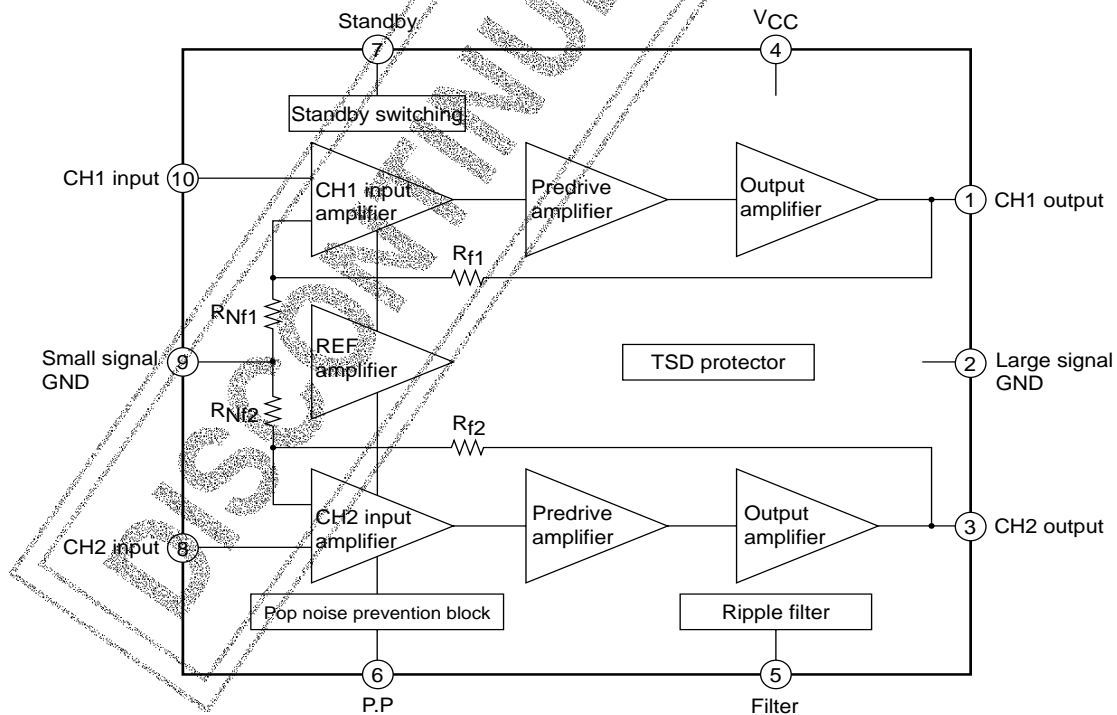 Standby
VCC
7
4
Standby switching
CH1 input
10
CH1 input
amplifier
Predrive
amplifier
Output
amplifier
1
CH1 output
Rf1
RNf1
Small signal
GND
9
REF
amplifier
TSD protector
2
Large signal
GND
RNf2
Rf2
CH2 input
8
CH2 input
amplifier
Predrive
amplifier
Output
amplifier
3
CH2 output
Pop noise prevention block
Ripple filter
6
5
P.P
Filter
DISCONTINU